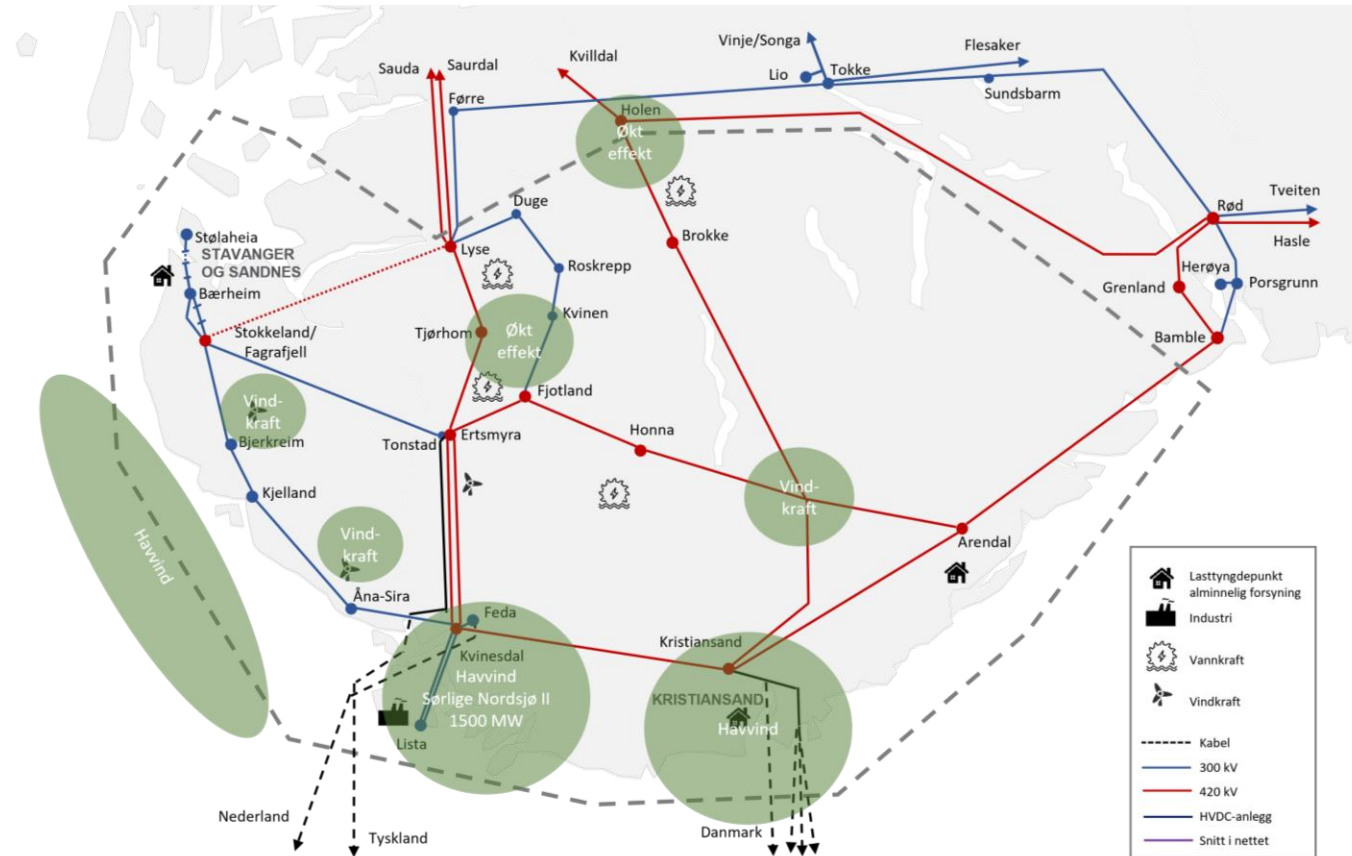 Vinje/Songa
Flesaker
Kvilldal
Sauda
Saurdal
Lio
Tokke
Sundsbarm
Førre
Holen
Økt
effekt
Duge
Tveiten
Rød
Stølaheia
STAVANGER
OG SANDNES
Lyse
Brokke
Hasle
Roskrepp
Herøya
Porsgrunn
Bærheim
Grenland
Kvinen
Stokkeland/
Fagrafjell
Tjørhom
Økt
effekt
Bamble
Fjotland
Vind-
kraft
Bjerkreim
Tonstad
Ertsmyra
Honna
Vind-
kraft
Kjelland
Havvind
Vind-
kraft
Arendal
Åna-Sira
Feda
Kvinesdal
Havvind
Sørlige Nordsjø II
1500 MW
Lista
Kristiansand
KRISTIANSAND
Havvind
Nederland
Tyskland
Danmark
Lasttyngdepunkt
alminnelig forsyning
Industri
Vannkraft
Vindkraft
Kabel
300 kV
420 kV
HVDC-anlegg
Snitt i nettet